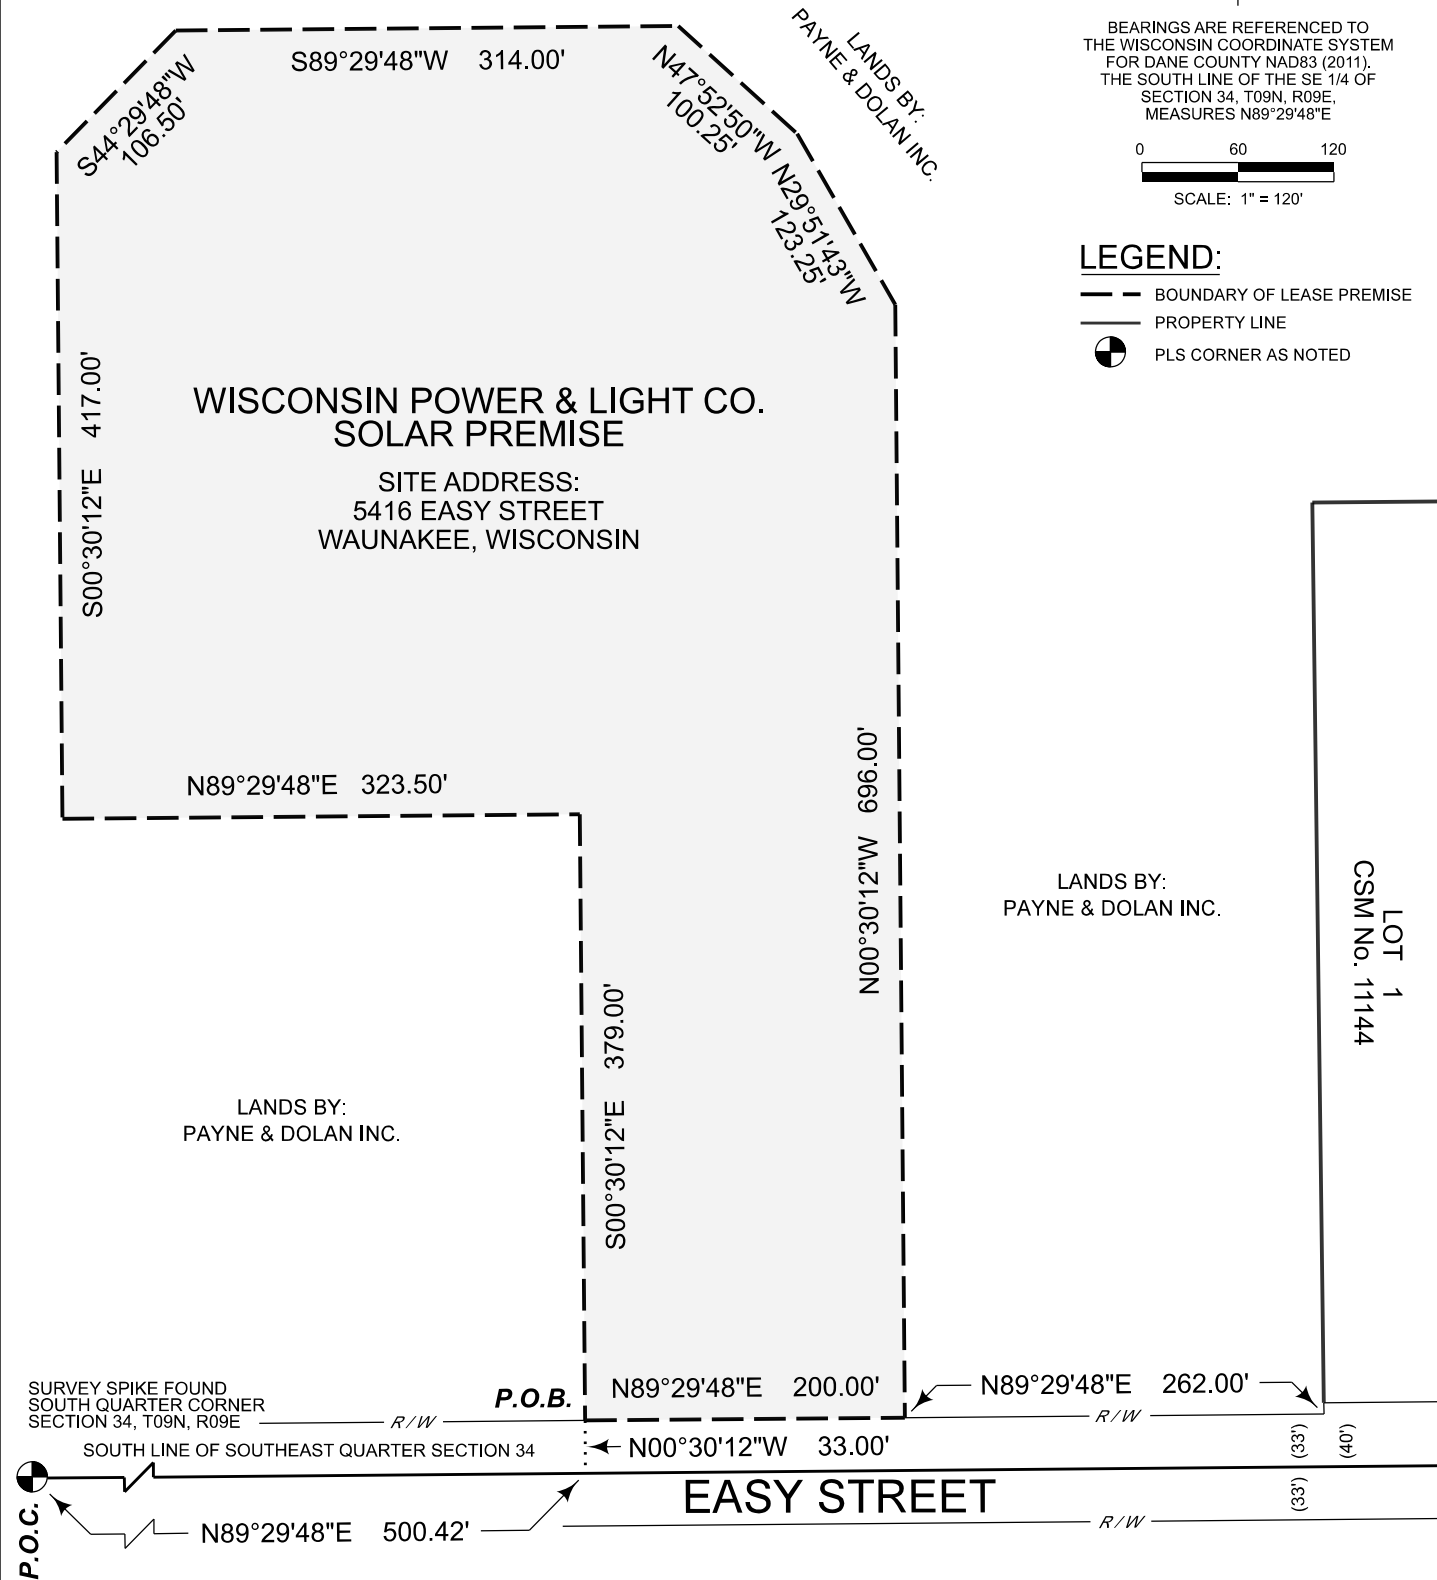 S89°29'48"W 314.00'
S44°29'48"W
106.50'
N47°52'50"W
100.25'
N29°51'43"W
123.25'
LANDS BY:
PAYNE & DOLAN INC.
BEARINGS ARE REFERENCED TO
THE WISCONSIN COORDINATE SYSTEM
FOR DANE COUNTY NAD83 (2011).
THE SOUTH LINE OF THE SE 1/4 OF
SECTION 34, T09N, R09E,
MEASURES N89°29'48"E
0 60 120
SCALE: 1" = 120'
LEGEND:
BOUNDARY OF LEASE PREMISE
PROPERTY LINE
PLS CORNER AS NOTED
S00°30'12"E 417.00'
WISCONSIN POWER & LIGHT CO.
SOLAR PREMISE
SITE ADDRESS:
5416 EASY STREET
WAUNAKEE, WISCONSIN
N89°29'48"E 323.50'
N00°30'12"W 696.00'
LANDS BY:
PAYNE & DOLAN INC.
LOT 1
CSM No. 11144
S00°30'12"E 379.00'
LANDS BY:
PAYNE & DOLAN INC.
SURVEY SPIKE FOUND
SOUTH QUARTER CORNER
SECTION 34, T09N, R09E
R/W
P.O.B.
N89°29'48"E 200.00'
N89°29'48"E 262.00'
R/W
SOUTH LINE OF SOUTHEAST QUARTER SECTION 34
N00°30'12"W 33.00'
(33')
(40')
EASY STREET
(33')
P.O.C.
N89°29'48"E 500.42'
R/W